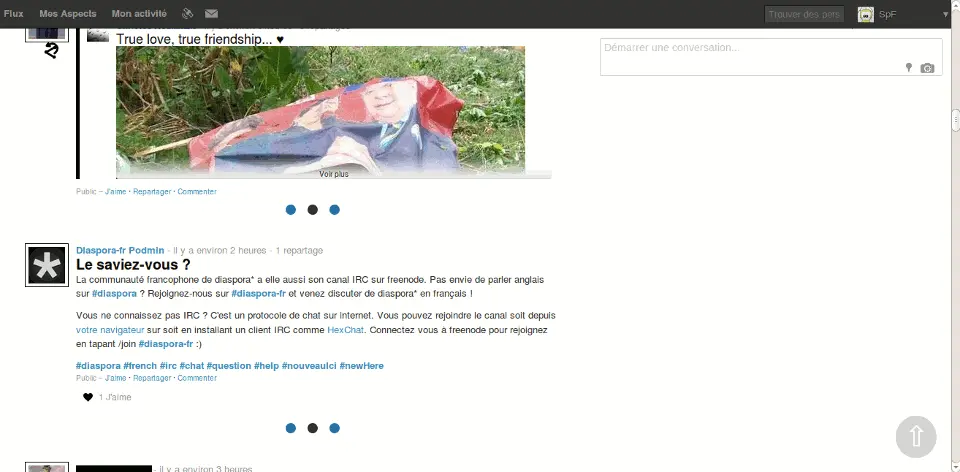 Flux Mes Aspects Mon activité Trouver des pers SpF
True love, true friendship... ♥
Démarrer une conversation...
Voir plus
Public – J'aime · Repartager · Commenter
Diaspora-fr Podmin - il y a environ 2 heures · 1 repartage
Le saviez-vous ?
La communauté francophone de diaspora* a elle aussi son canal IRC sur freenode. Pas envie de parler anglais
sur #diaspora ? Rejoignez-nous sur #diaspora-fr et venez discuter de diaspora* en français !
Vous ne connaissez pas IRC ? C'est un protocole de chat sur internet. Vous pouvez rejoindre le canal soit depuis
votre navigateur sur soit en installant un client IRC comme HexChat. Connectez vous à freenode pour rejoignez
en tapant /join #diaspora-fr :)
#diaspora #french #irc #chat #question #help #nouveauici #newHere
Public – J'aime · Repartager · Commenter
1 J'aime
- il y a environ 3 heures